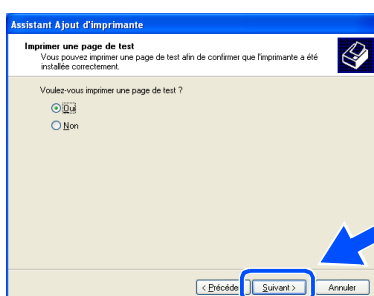 Assistant Ajout d'imprimante
Imprimer une page de test
Vous pouvez imprimer une page de test afin de confirmer que l'imprimante a été
installée correctement.
Voulez-vous imprimer une page de test ?
Oui
Non
< Précéde Suivant > Annuler